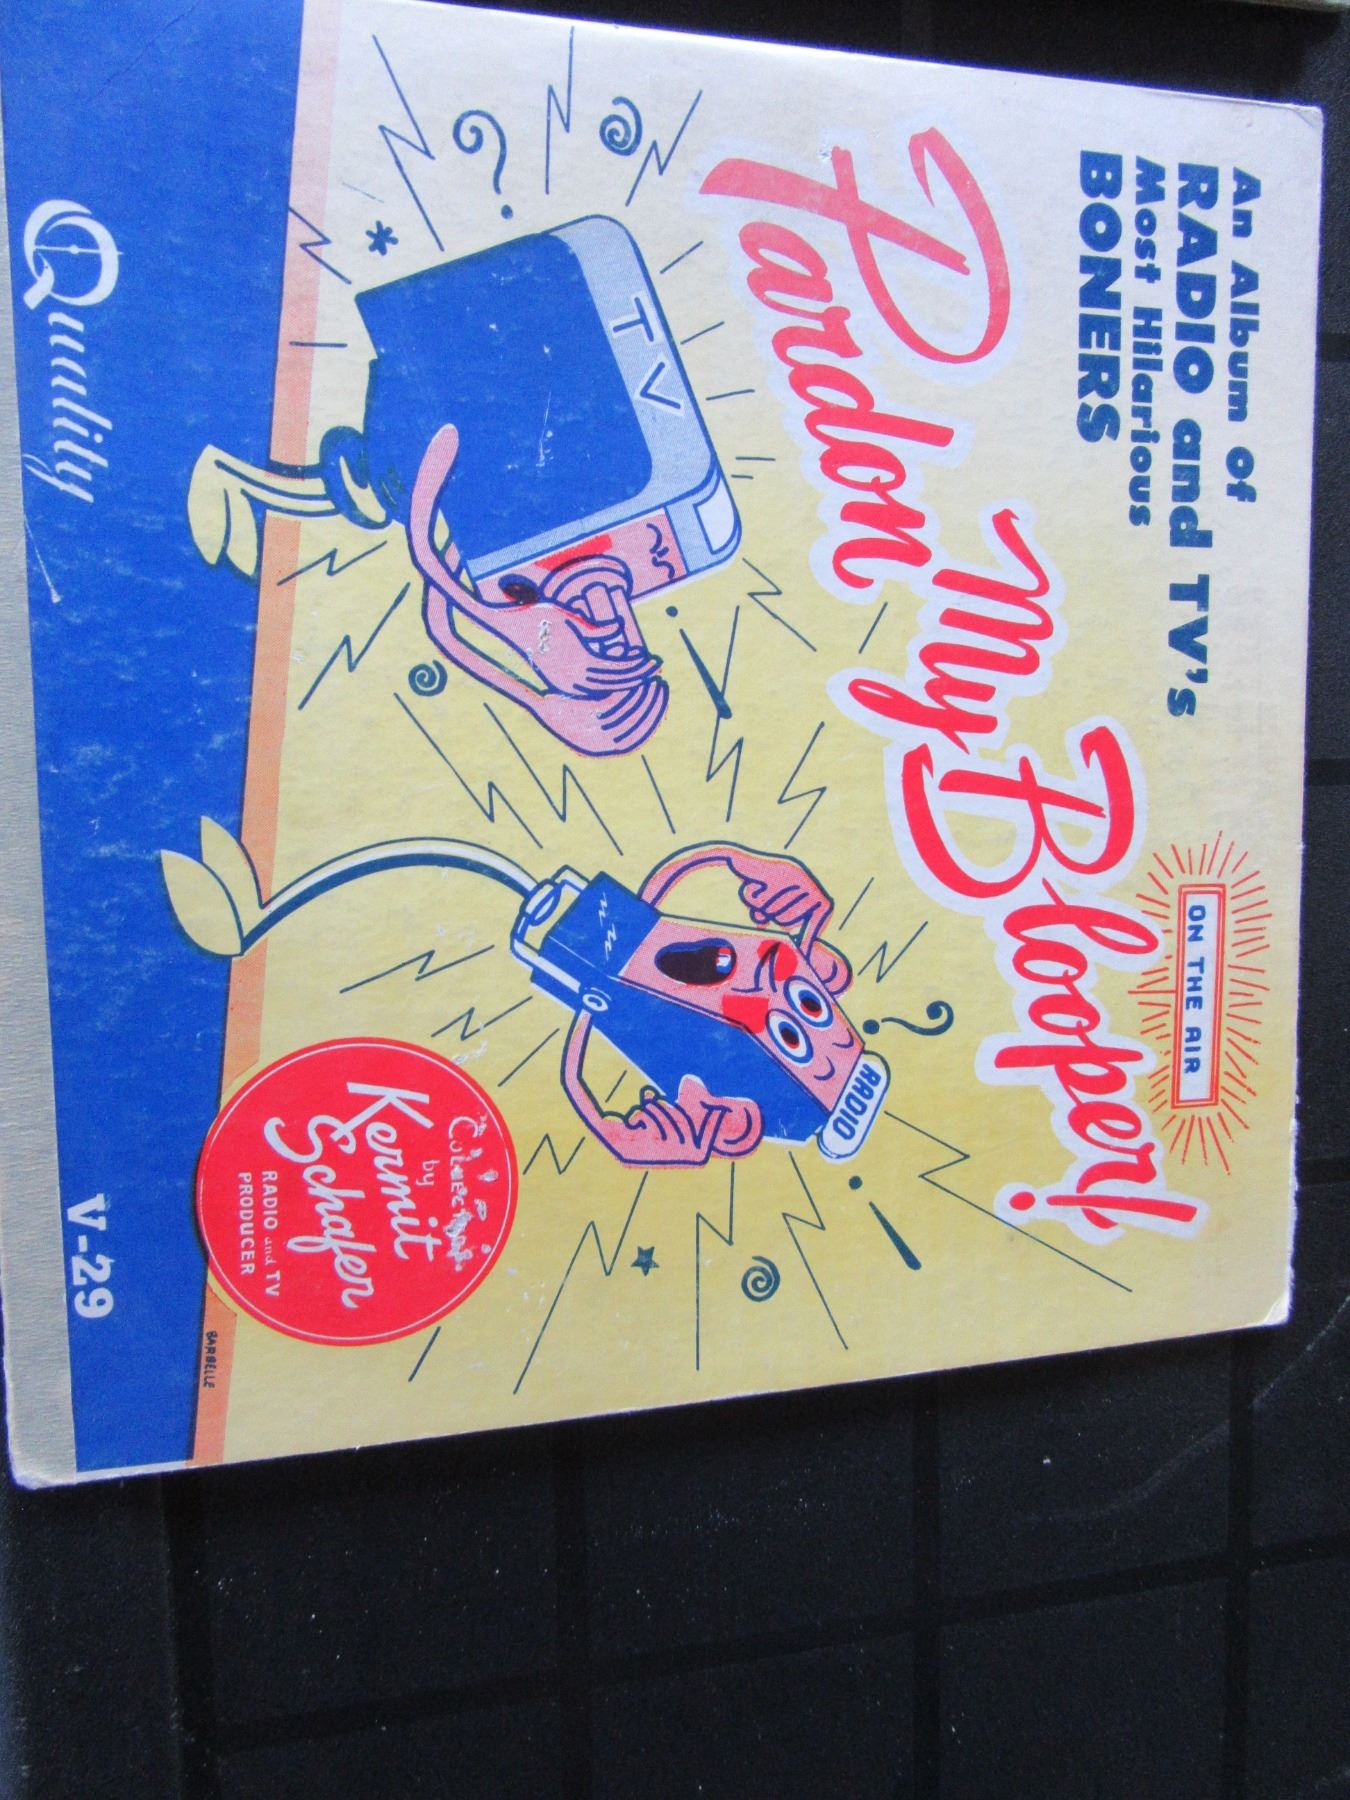 An Album of
RADIO and TV's
Most Hilarious
BONERS
ON THE AIR
Pardon My Blooper!
TV
RADIO
by
Kermit
Schafer
RADIO and TV
PRODUCER
BARBELLE
Quality
V-29